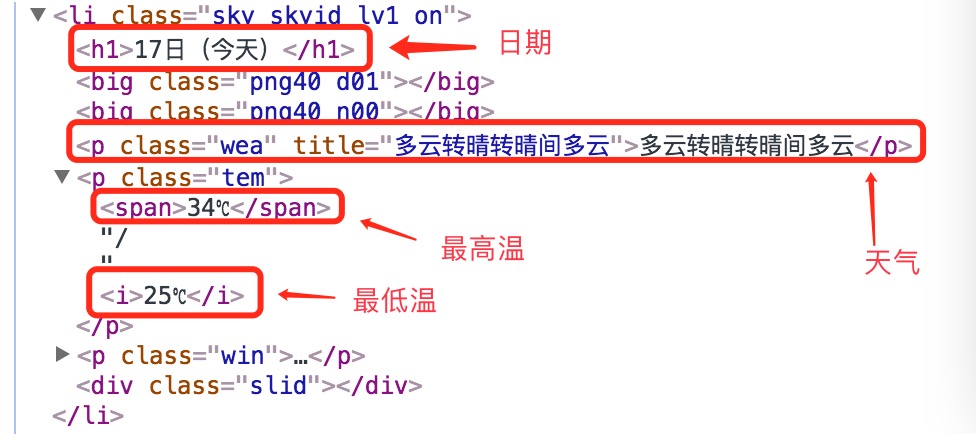 ▼<li class="sky skyid lv1 on">
<h1>17日（今天）</h1> 日期
<big class="png40 d01"></big>
<big class="png40 n00"></big>
<p class="wea" title="多云转晴转晴间多云">多云转晴转晴间多云</p>
▼<p class="tem">
<span>34℃</span>
"/
最高温
天气
"
<i>25℃</i> 最低温
</p>
▶<p class="win">…</p>
<div class="slid"></div>
</li>